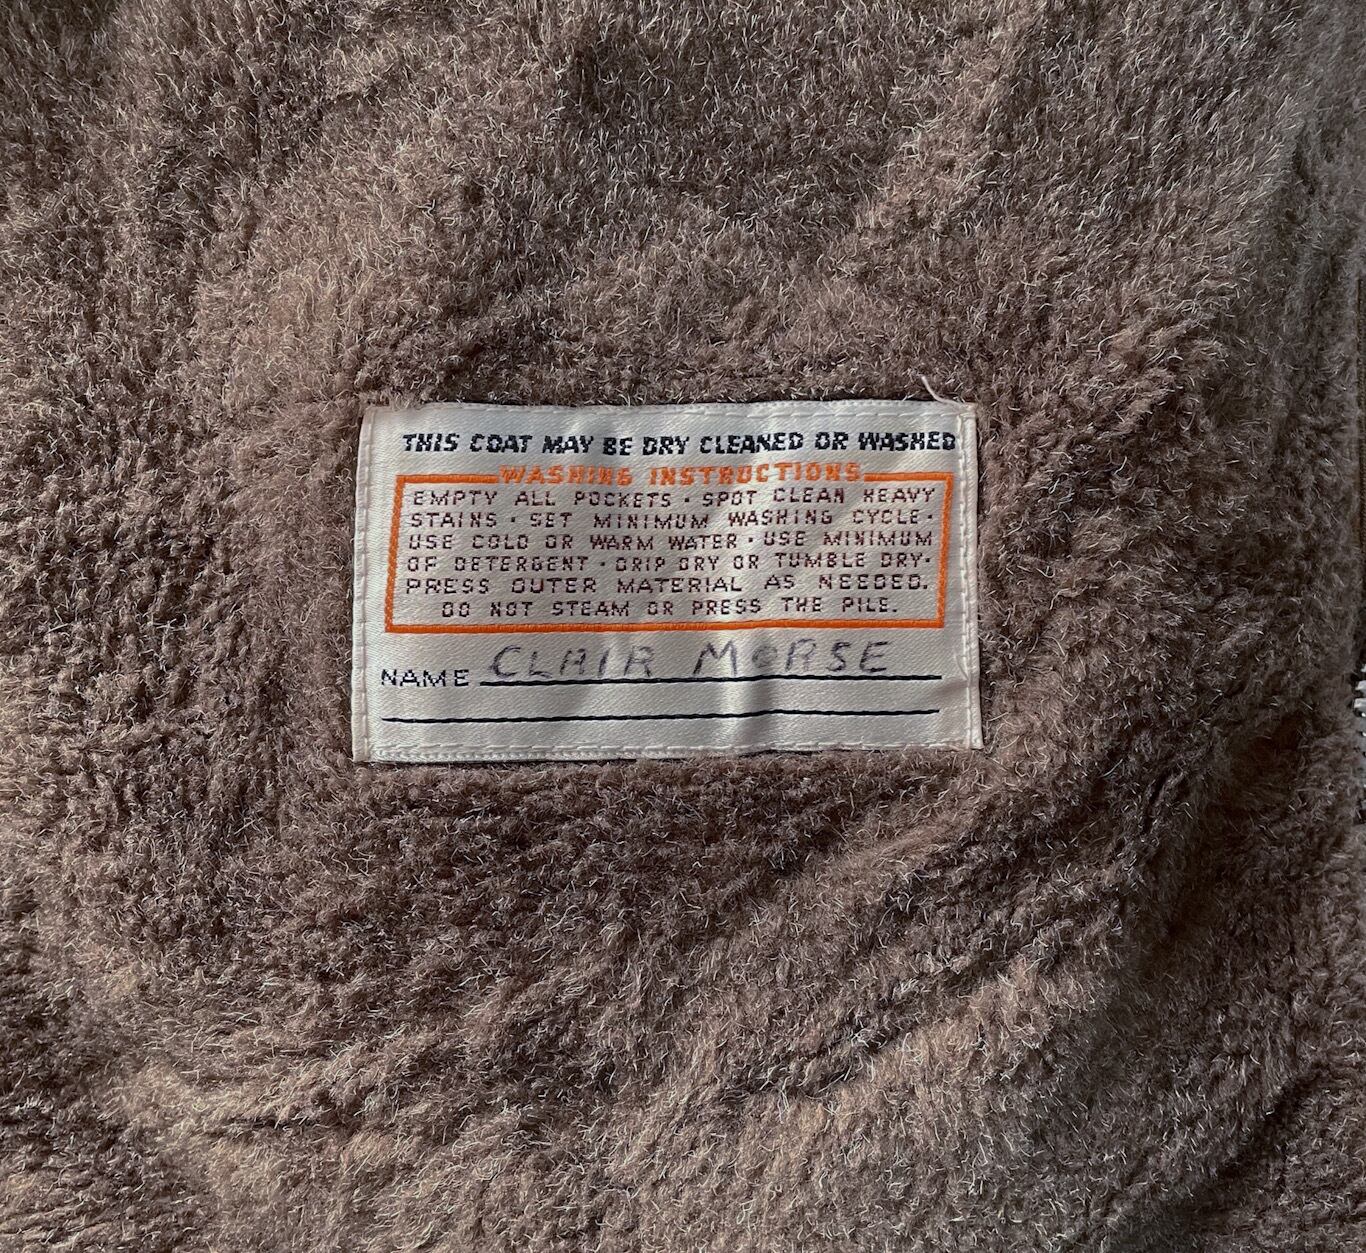 THIS COAT MAY BE DRY CLEANED OR WASHED
WASHING INSTRUCTIONS
EMPTY ALL POCKETS · SPOT CLEAN HEAVY
STAINS · SET MINIMUM WASHING CYCLE ·
USE COLD OR WARM WATER · USE MINIMUM
OF DETERGENT · DRIP DRY OR TUMBLE DRY ·
PRESS OUTER MATERIAL AS NEEDED.
DO NOT STEAM OR PRESS THE PILE.
NAME CLAIR MORSE